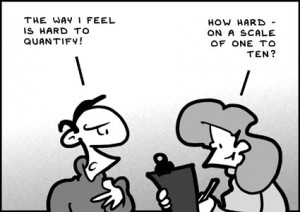 THE WAY I FEEL
IS HARD TO
QUANTIFY!
HOW HARD -
ON A SCALE
OF ONE TO
TEN?